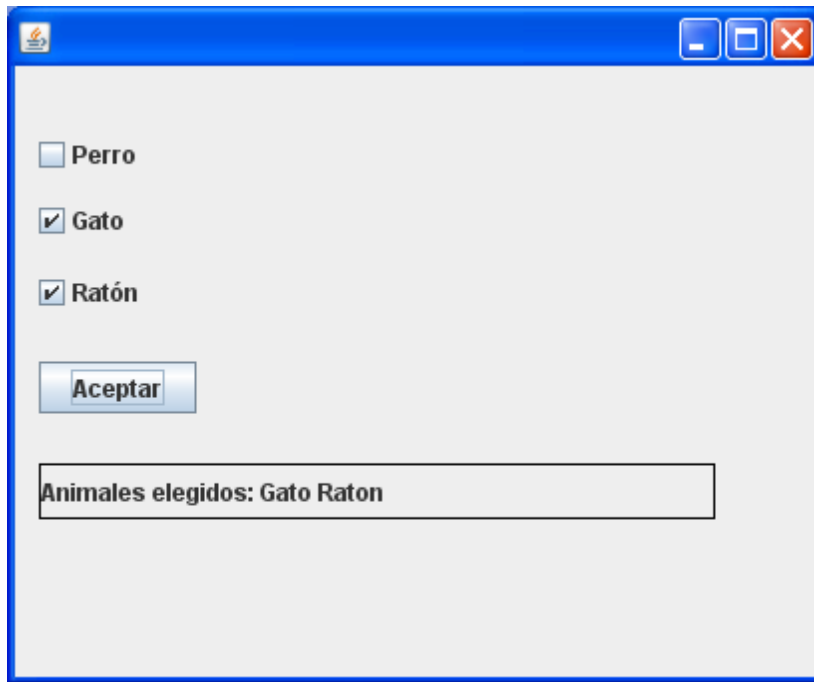 Perro
Gato
Ratón
Aceptar
Animales elegidos: Gato Raton